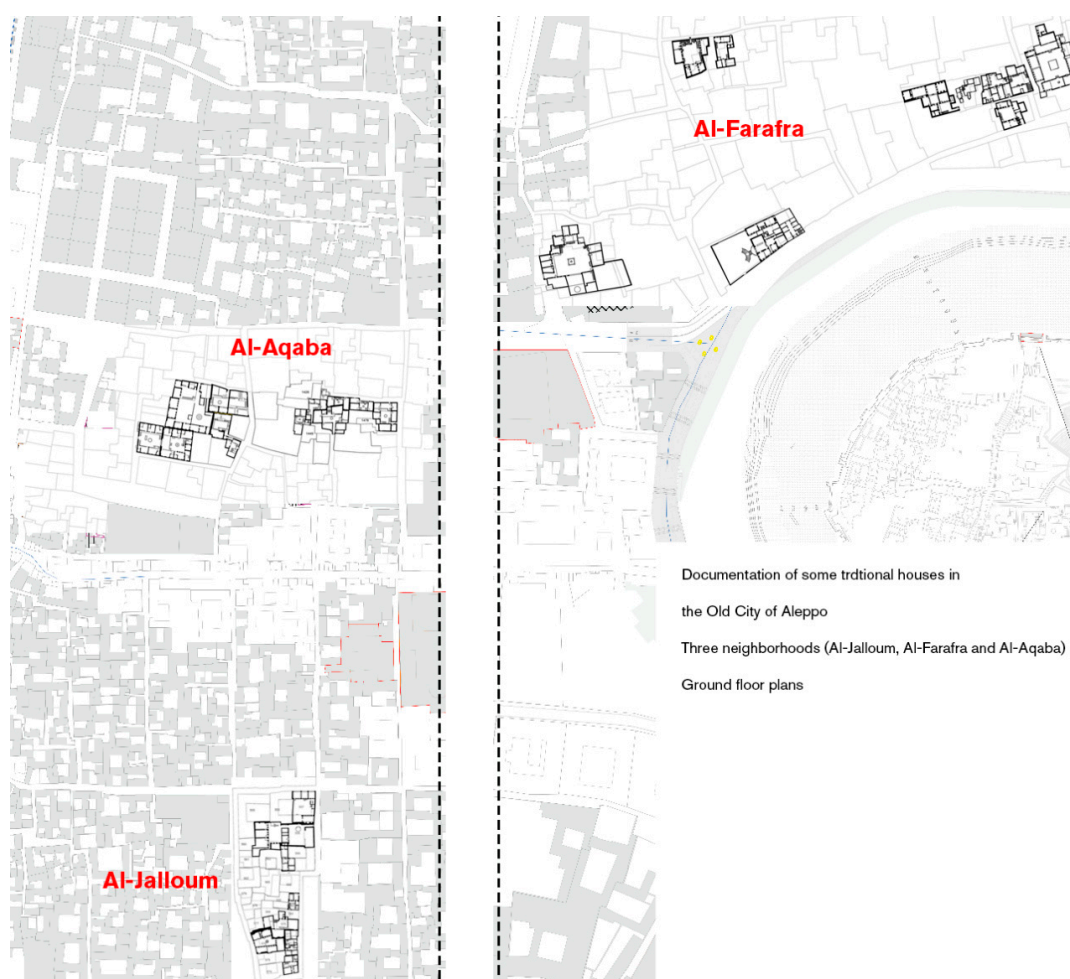 Al-Farafra
Al-Aqaba
Documentation of some trdtional houses in
the Old City of Aleppo
Three neighborhoods (Al-Jalloum, Al-Farafra and Al-Aqaba)
Ground floor plans
Al-Jalloum